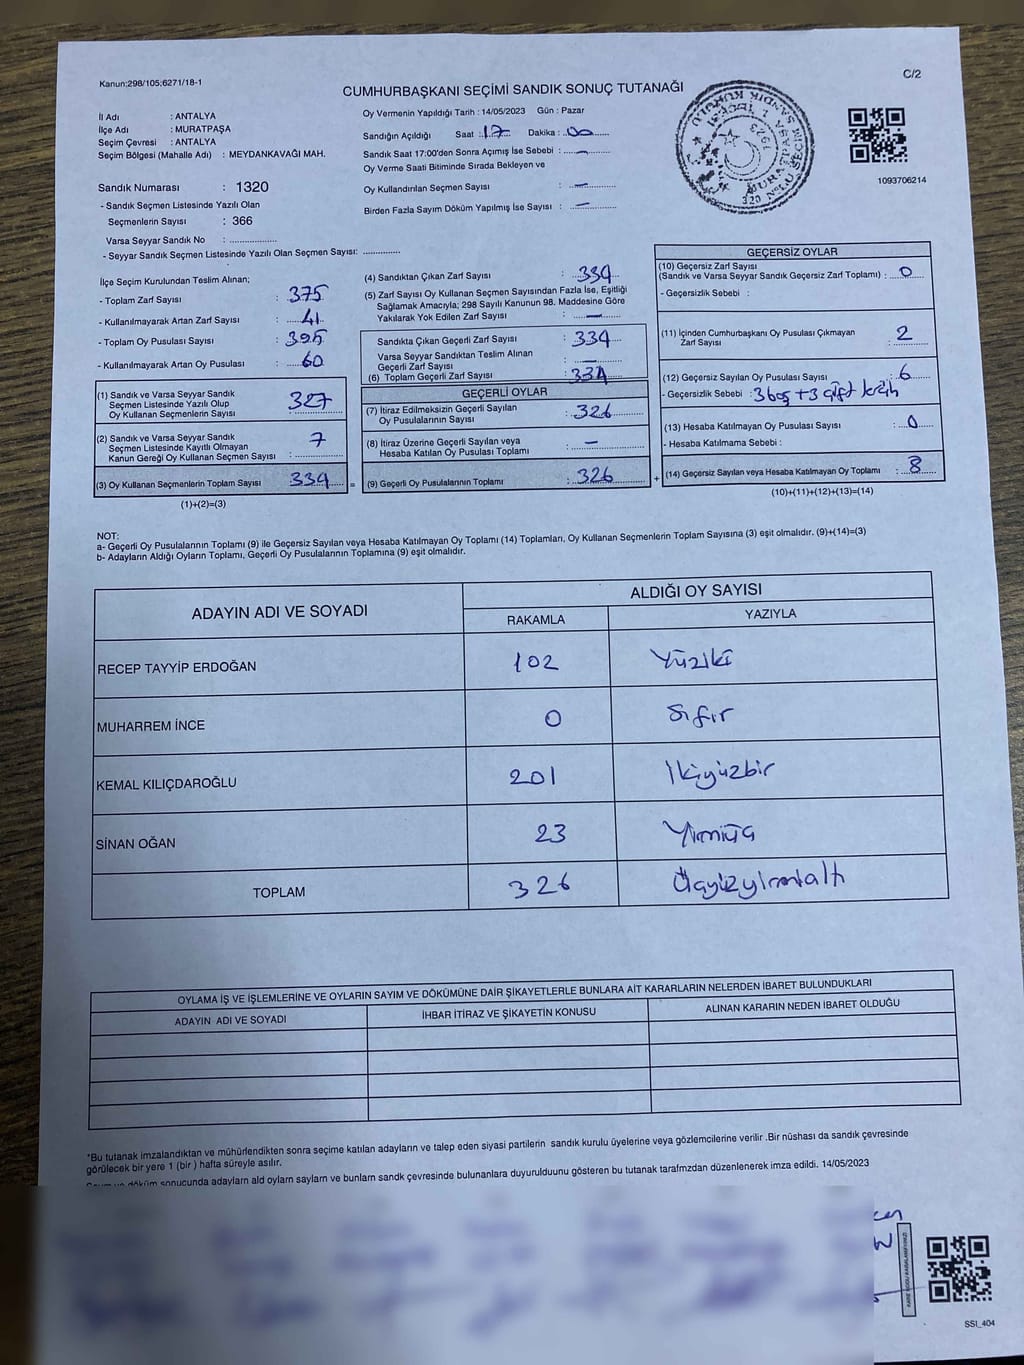 Kanun:298/105;6271/18-1
C/2
CUMHURBAŞKANI SEÇİMİ SANDIK SONUÇ TUTANAĞI
İl Adı : ANTALYA
İlçe Adı : MURATPAŞA
Seçim Çevresi : ANTALYA
Seçim Bölgesi (Mahalle Adı) : MEYDANKAVAĞI MAH.
Sandık Numarası : 1320
- Sandık Seçmen Listesinde Yazılı Olan
Seçmenlerin Sayısı : 366
Varsa Seyyar Sandık No : ................
- Seyyar Sandık Seçmen Listesinde Yazılı Olan Seçmen Sayısı: ............
Oy Vermenin Yapıldığı Tarih : 14/05/2023 Gün : Pazar
Sandığın Açıldığı Saat : 17 Dakika : 00
Sandık Saat 17:00'den Sonra Açımış İse Sebebi : –
Oy Verme Saati Bitiminde Sırada Bekleyen ve
Oy Kullandırılan Seçmen Sayısı : –
Birden Fazla Sayım Döküm Yapılmış İse Sayısı : –
1093706214
İlçe Seçim Kurulundan Teslim Alınan;
- Toplam Zarf Sayısı : 375
- Kullanılmayarak Artan Zarf Sayısı : 41
- Toplam Oy Pusulası Sayısı : 395
- Kullanılmayarak Artan Oy Pusulası : 60
(1) Sandık ve Varsa Seyyar Sandık
Seçmen Listesinde Yazılı Olup
Oy Kullanan Seçmenlerin Sayısı : 327
(2) Sandık ve Varsa Seyyar Sandık
Seçmen Listesinde Kayıtlı Olmayan
Kanun Gereği Oy Kullanan Seçmen Sayısı : 7
(3) Oy Kullanan Seçmenlerin Toplam Sayısı 334 =
(1)+(2)=(3)
(4) Sandıktan Çıkan Zarf Sayısı : 334
(5) Zarf Sayısı Oy Kullanan Seçmen Sayısından Fazla İse, Eşitliği
Sağlamak Amacıyla; 298 Sayılı Kanunun 98. Maddesine Göre
Yakılarak Yok Edilen Zarf Sayısı : –
Sandıkta Çıkan Geçerli Zarf Sayısı : 334
Varsa Seyyar Sandıktan Teslim Alınan
Geçerli Zarf Sayısı : –
(6) Toplam Geçerli Zarf Sayısı : 334
GEÇERLİ OYLAR
(7) İtiraz Edilmeksizin Geçerli Sayılan
Oy Pusulalarının Sayısı : 326
(8) İtiraz Üzerine Geçerli Sayılan veya
Hesaba Katılan Oy Pusulası Toplamı : –
(9) Geçerli Oy Pusulalarının Toplamı : 326 +
GEÇERSİZ OYLAR
(10) Geçersiz Zarf Sayısı
(Sandık ve Varsa Seyyar Sandık Geçersiz Zarf Toplamı) : 0
- Geçersizlik Sebebi :
(11) İçinden Cumhurbaşkanı Oy Pusulası Çıkmayan
Zarf Sayısı : 2
(12) Geçersiz Sayılan Oy Pusulası Sayısı : 6
- Geçersizlik Sebebi : 3 boş + 3 çift
(13) Hesaba Katılmayan Oy Pusulası Sayısı : 0
- Hesaba Katılmama Sebebi :
(14) Geçersiz Sayılan veya Hesaba Katılmayan Oy Toplamı : 8
(10)+(11)+(12)+(13)=(14)
NOT:
a- Geçerli Oy Pusulalarının Toplamı (9) ile Geçersiz Sayılan veya Hesaba Katılmayan Oy Toplamı (14) Toplamları, Oy Kullanan Seçmenlerin Toplam Sayısına (3) eşit olmalıdır. (9)+(14)=(3)
b- Adayların Aldığı Oyların Toplamı, Geçerli Oy Pusulalarının Toplamına (9) eşit olmalıdır.
ADAYIN ADI VE SOYADI
ALDIĞI OY SAYISI
RAKAMLA YAZIYLA
RECEP TAYYİP ERDOĞAN 102 Yüziki
MUHARREM İNCE 0 Sıfır
KEMAL KILIÇDAROĞLU 201 İkiyüzbir
SİNAN OĞAN 23 Yirmiüç
TOPLAM 326 Üçyüzyirmialtı
OYLAMA İŞ VE İŞLEMLERİNE VE OYLARIN SAYIM VE DÖKÜMÜNE DAİR ŞİKAYETLERLE BUNLARA AİT KARARLARIN NELERDEN İBARET BULUNDUKLARI
ADAYIN ADI VE SOYADI İHBAR İTİRAZ VE ŞİKAYETİN KONUSU ALINAN KARARIN NEDEN İBARET OLDUĞU
*Bu tutanak imzalandıktan ve mühürlendikten sonra seçime katılan adayların ve talep eden siyasi partilerin sandık kurulu üyelerine veya gözlemcilerine verilir .Bir nüshası da sandık çevresinde
görülecek bir yere 1 (bir ) hafta süreyle asılır.
döküm sonucunda adayların ald oyların sayların ve bunların sandk çevresinde bulunanlara duyurulduunu gösteren bu tutanak tarafmzdan düzenlenerek imza edildi. 14/05/2023
SSI_404